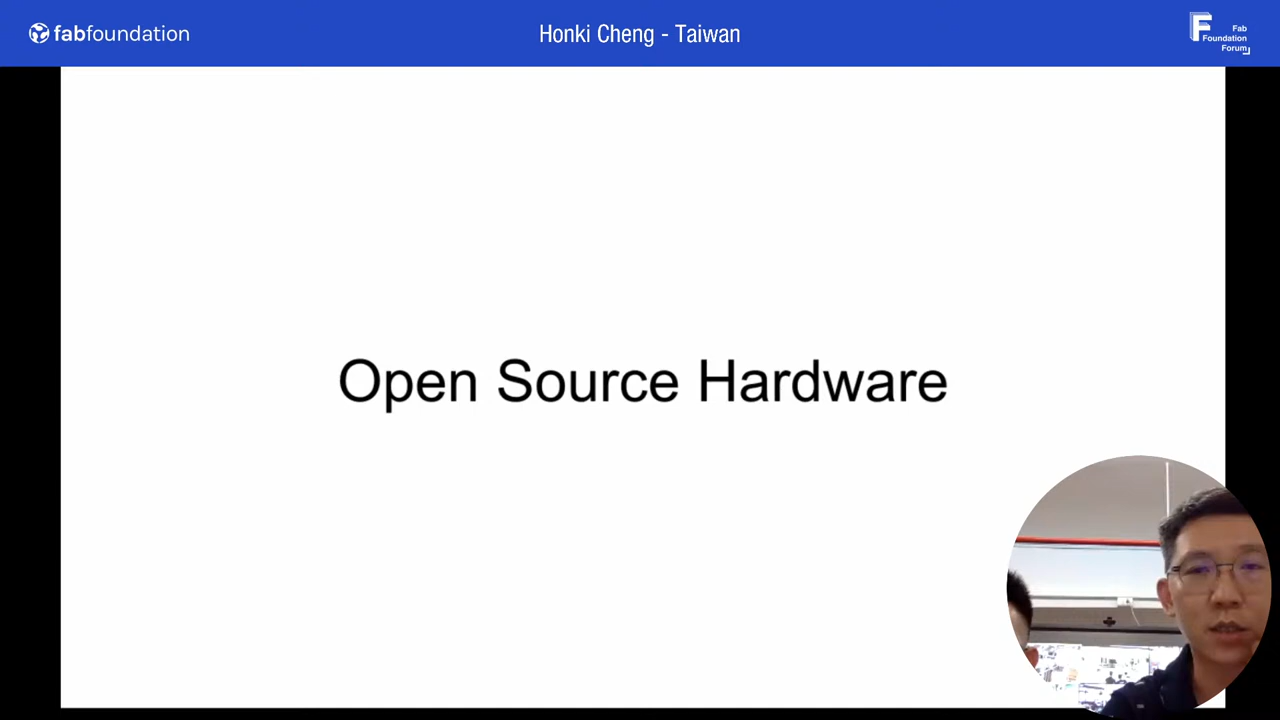 fabfoundation
Honki Cheng - Taiwan
Fab
Foundation
Forum
Open Source Hardware